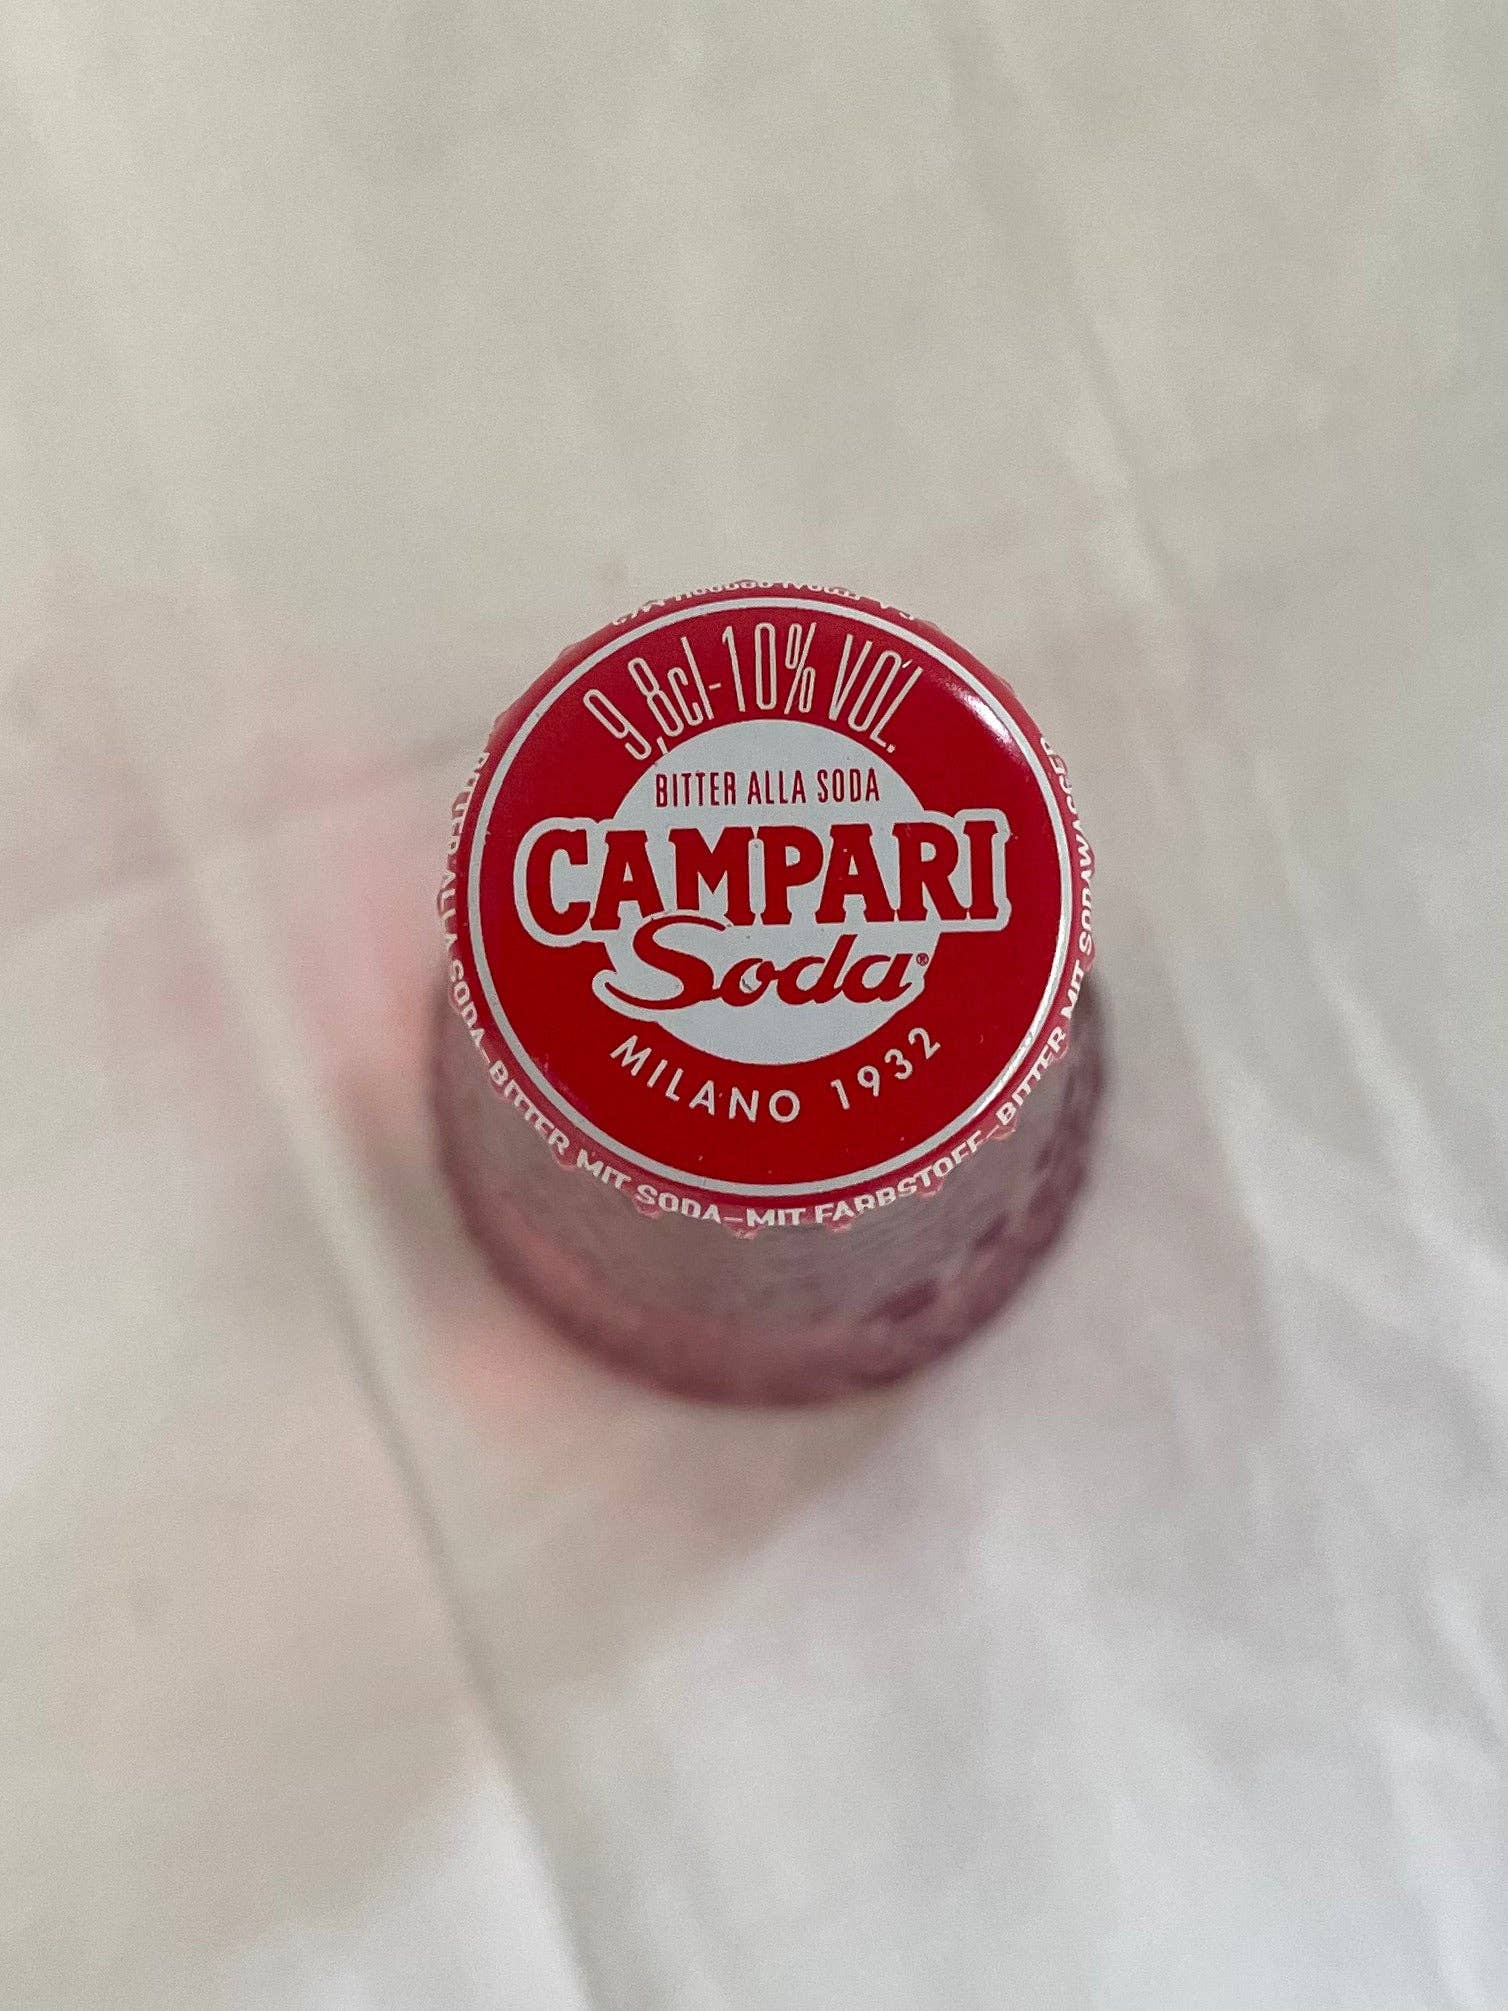 9,8cl-10% VOL.
BITTER ALLA SODA
CAMPARI
Soda®
MILANO 1932
ALLA SODA-BITTER MIT SODA-MIT FARBSTOFF-BITTER MIT SODAWASSER